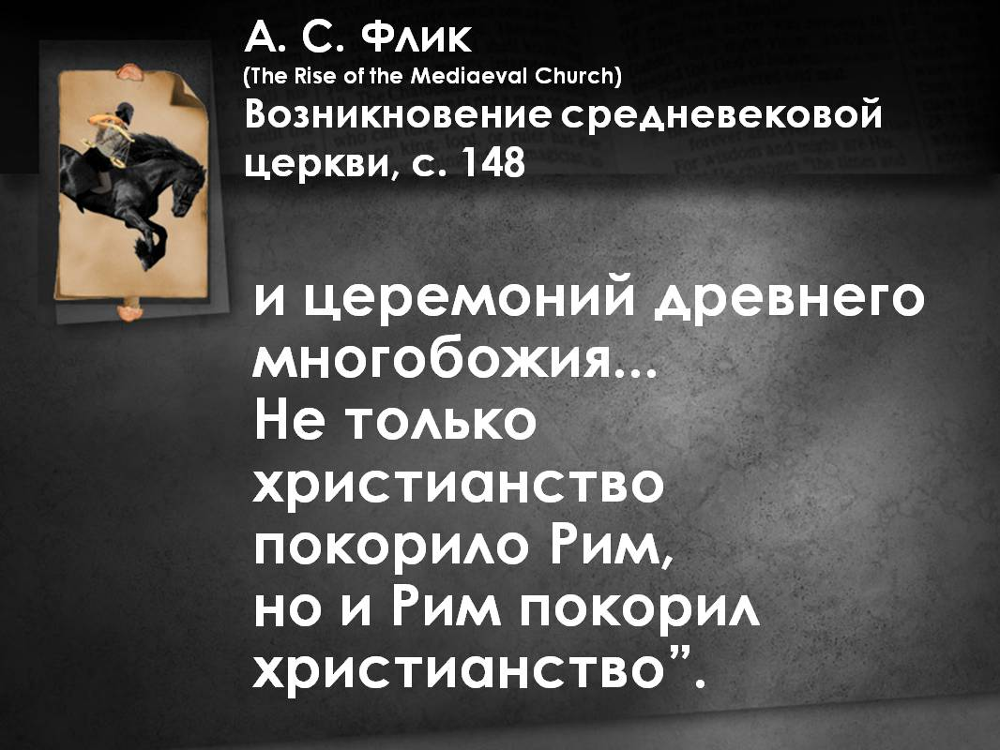 А. С. Флик
(The Rise of the Mediaeval Church)
Возникновение средневековой
церкви, с. 148
и церемоний древнего
многобожия...
Не только
христианство
покорило Рим,
но и Рим покорил
христианство”.